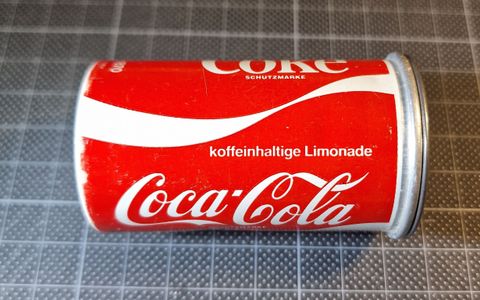 COKE
SCHUTZMARKE
koffeinhaltige Limonade
Coca-Cola